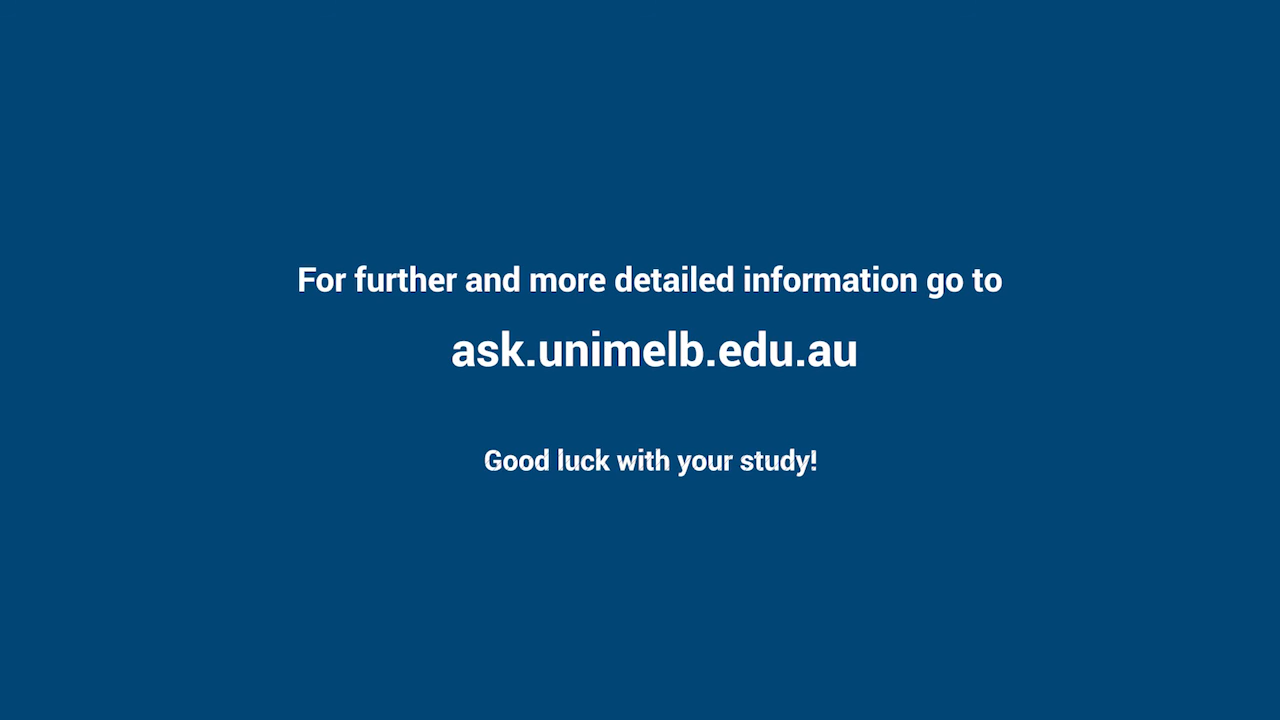 For further and more detailed information go to
ask.unimelb.edu.au
Good luck with your study!